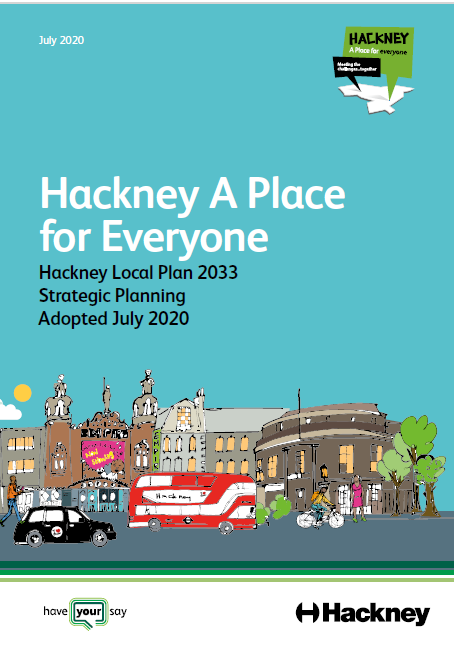 July 2020
HACKNEY
A Place for everyone
Meeting the
challenges...together
Hackney A Place
for Everyone
Hackney Local Plan 2033
Strategic Planning
Adopted July 2020
Hackney
have your say
Hackney